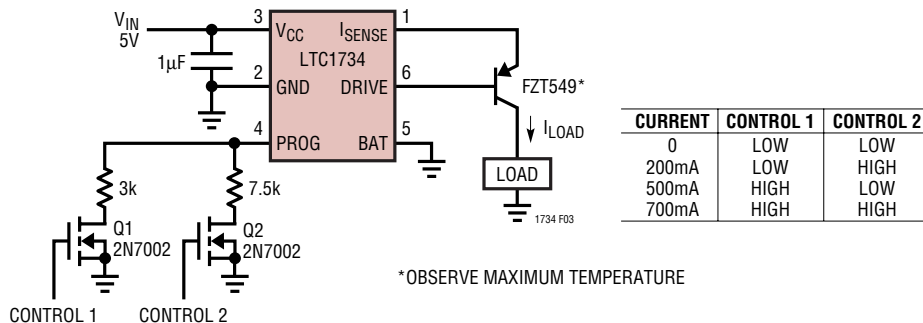 VIN
5V
1µF
3
VCC
ISENSE
1
LTC1734
2
GND
DRIVE
6
FZT549*
4
PROG
BAT
5
ILOAD
LOAD
1734 F03
3k
7.5k
Q1
2N7002
Q2
2N7002
CONTROL 1
CONTROL 2
CURRENT CONTROL 1 CONTROL 2
0 LOW LOW
200mA LOW HIGH
500mA HIGH LOW
700mA HIGH HIGH
*OBSERVE MAXIMUM TEMPERATURE